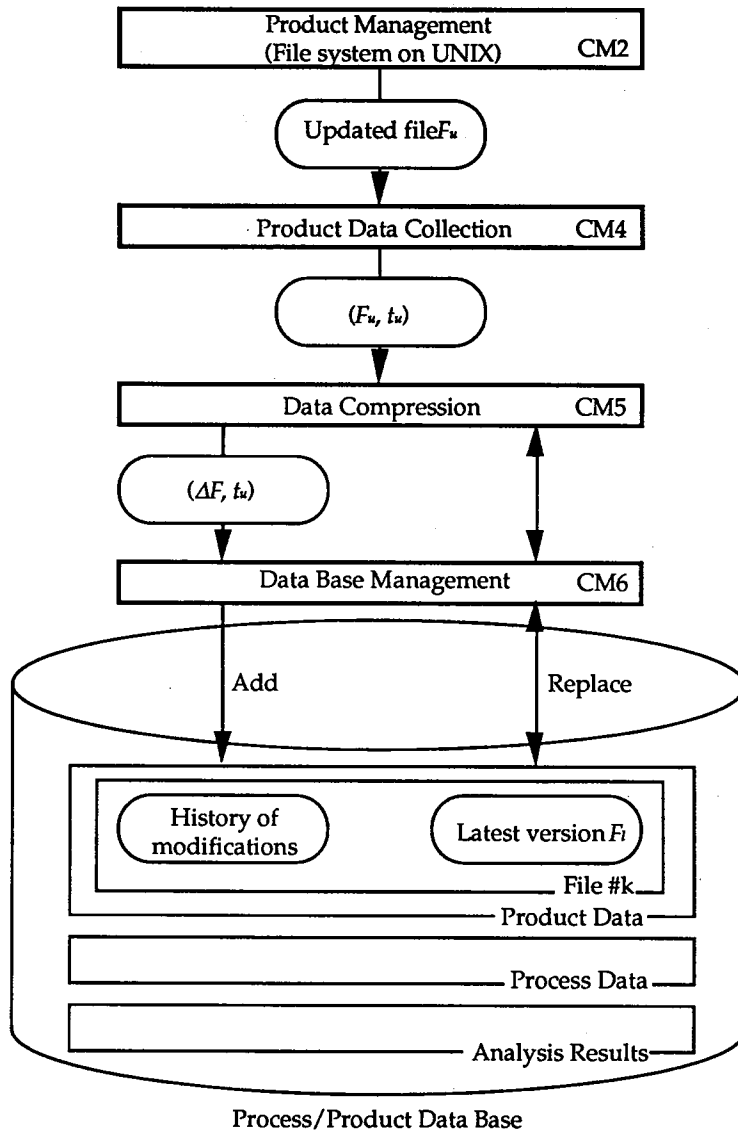 Product Management
(File system on UNIX) CM2
Updated fileFu
Product Data Collection CM4
(Fu, tu)
Data Compression CM5
(ΔF, tu)
Data Base Management CM6
Add Replace
History of
modifications
Latest version Fl
File #k
Product Data
Process Data
Analysis Results
Process/Product Data Base